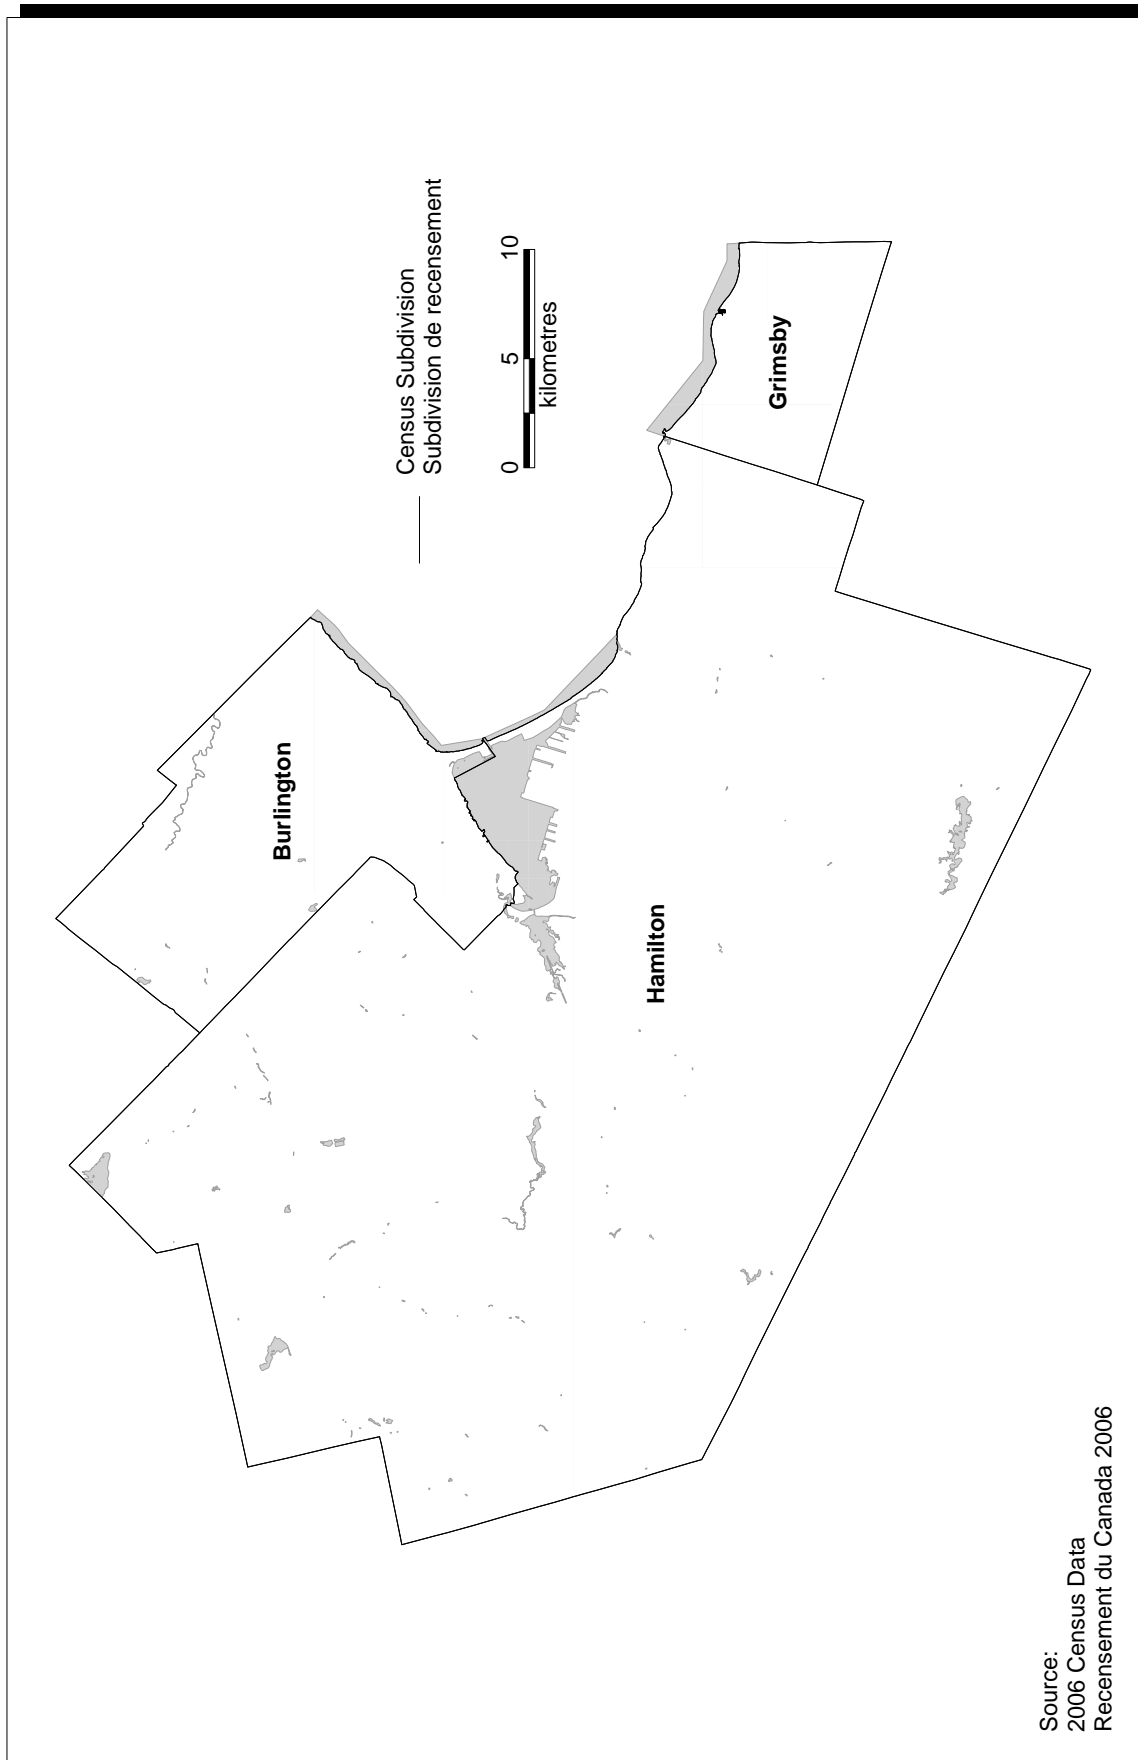 Census Subdivision
Subdivision de recensement
0 5 10
kilometres
Burlington
Hamilton
Grimsby
Source:
2006 Census Data
Recensement du Canada 2006